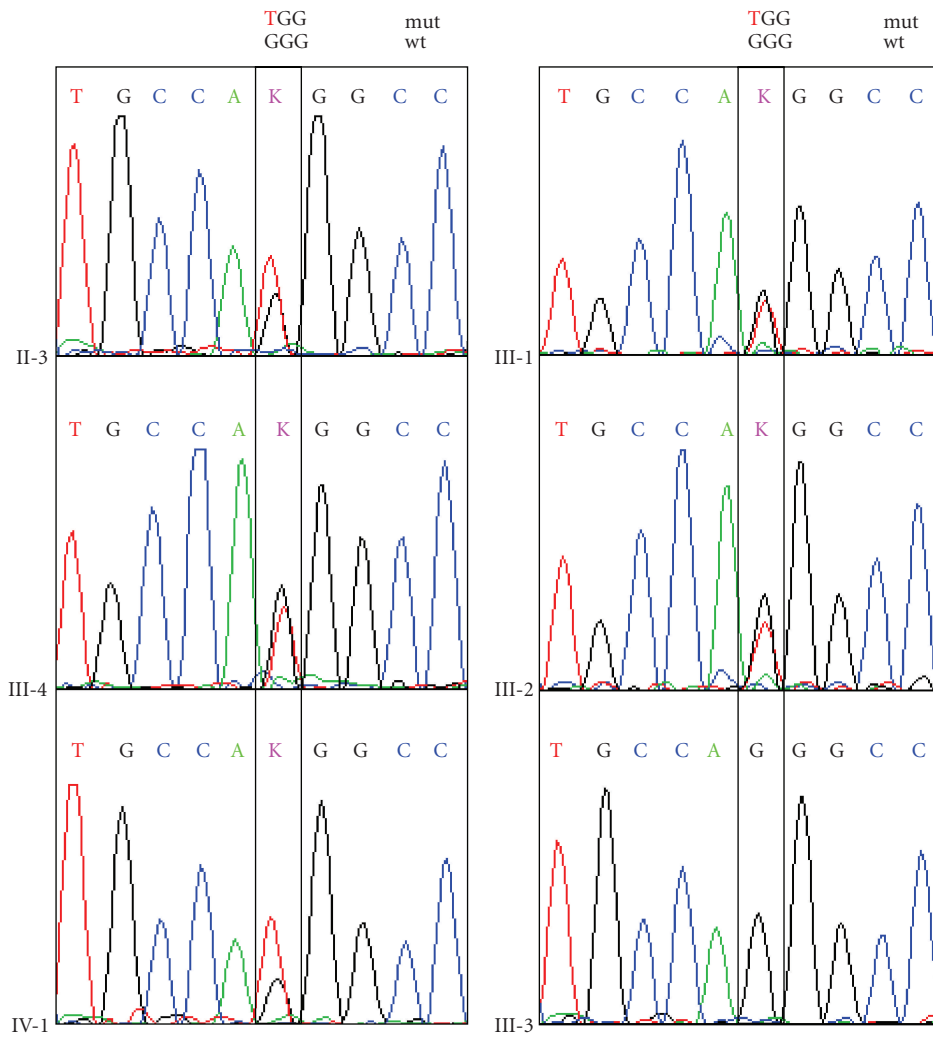 TGG mut
GGG wt
TGG mut
GGG wt
T G C C A K G G C C
II-3
T G C C A K G G C C
III-1
T G C C A K G G C C
III-4
T G C C A K G G C C
III-2
T G C C A K G G C C
IV-1
T G C C A G G G C C
III-3